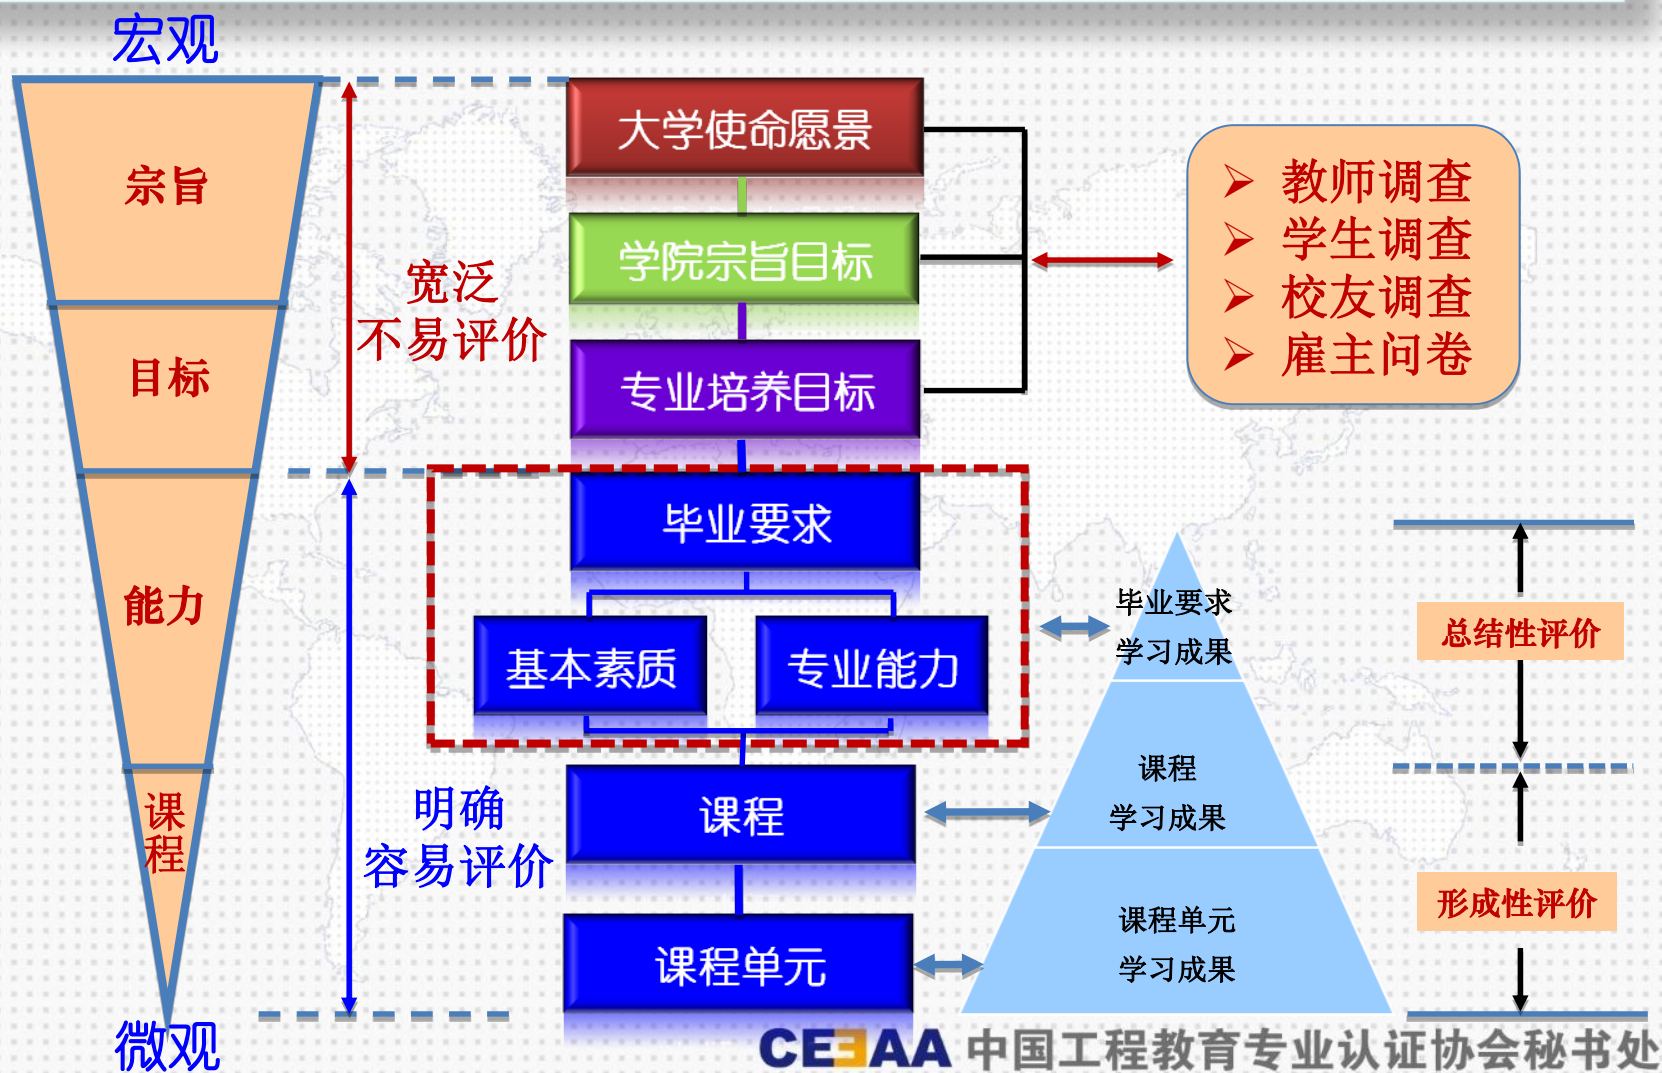 宏观
宗旨
目标
能力
课
程
微观
宽泛
不易评价
明确
容易评价
大学使命愿景
学院宗旨目标
专业培养目标
毕业要求
基本素质
专业能力
课程
课程单元
教师调查
学生调查
校友调查
雇主问卷
毕业要求
学习成果
课程
学习成果
课程单元
学习成果
总结性评价
形成性评价
CEEAA 中国工程教育专业认证协会秘书处